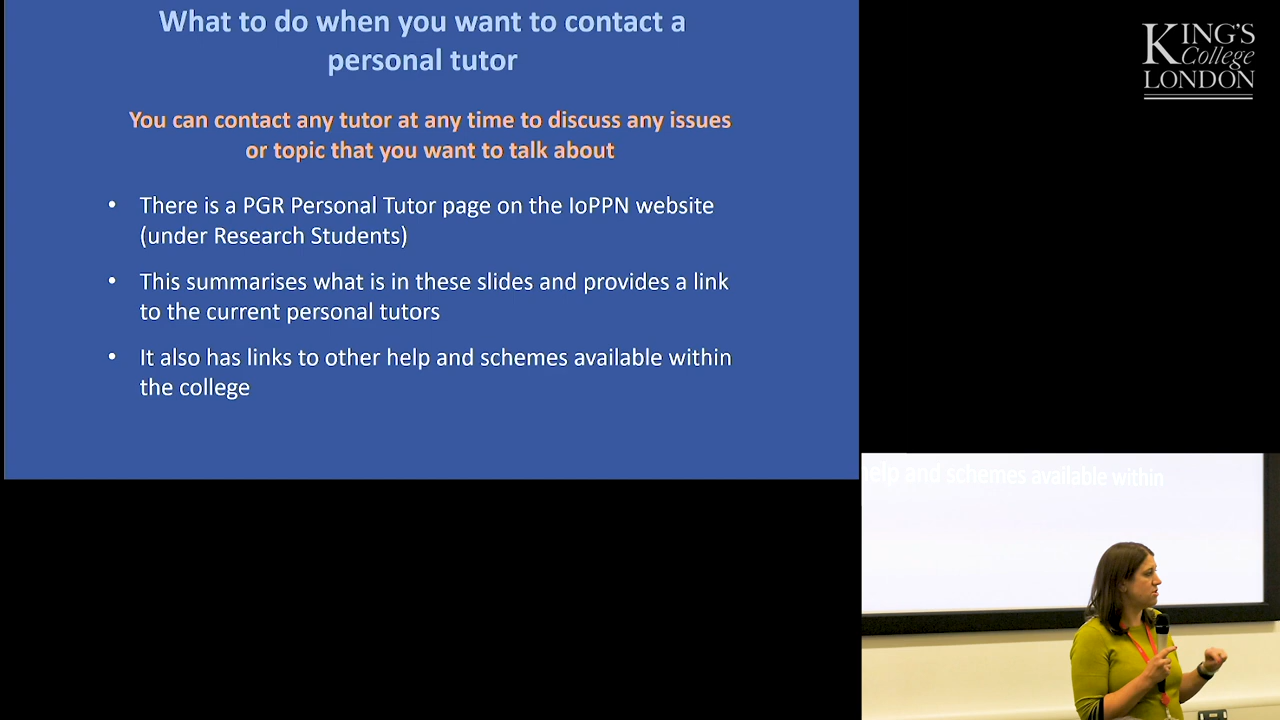 What to do when you want to contact a
personal tutor
You can contact any tutor at any time to discuss any issues
or topic that you want to talk about
• There is a PGR Personal Tutor page on the IoPPN website
(under Research Students)
• This summarises what is in these slides and provides a link
to the current personal tutors
• It also has links to other help and schemes available within
the college
KING'S
College
LONDON
help and schemes available within